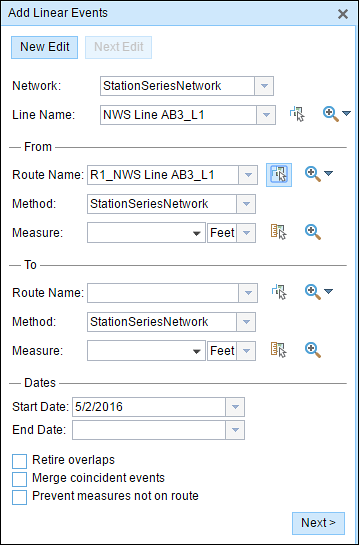 Add Linear Events
New Edit Next Edit
Network: StationSeriesNetwork
Line Name: NWS Line AB3_L1
From
Route Name: R1_NWS Line AB3_L1
Method: StationSeriesNetwork
Measure: Feet
To
Route Name:
Method: StationSeriesNetwork
Measure: Feet
Dates
Start Date: 5/2/2016
End Date:
Retire overlaps
Merge coincident events
Prevent measures not on route
Next >